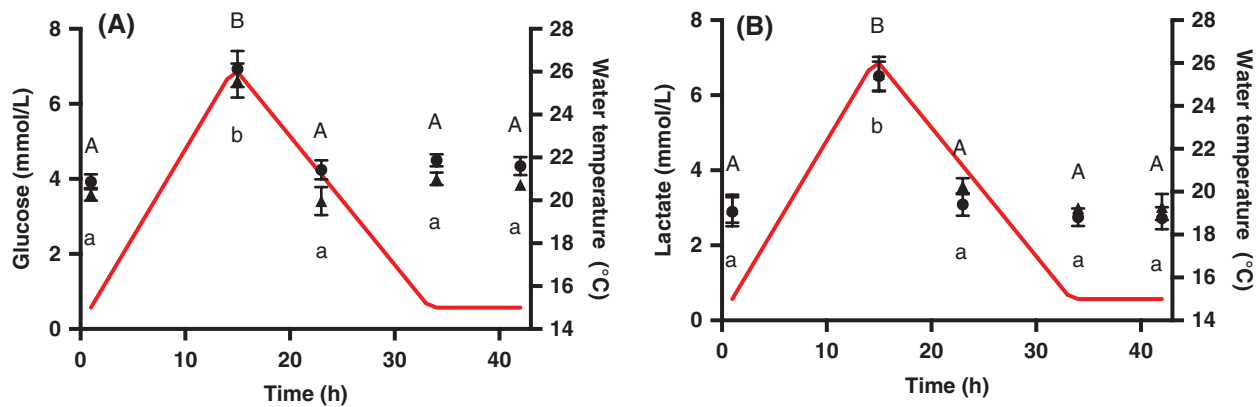 (A)
Glucose (mmol/L)
8
6
4
2
0
A
a
B
b
A
a
A
a
A
a
28
26
24
22
20
18
16
14
Water temperature (°C)
0
10
20
30
40
Time (h)
(B)
Lactate (mmol/L)
8
6
4
2
0
A
a
B
b
A
a
A
a
A
a
28
26
24
22
20
18
16
14
Water temperature (°C)
0
10
20
30
40
Time (h)